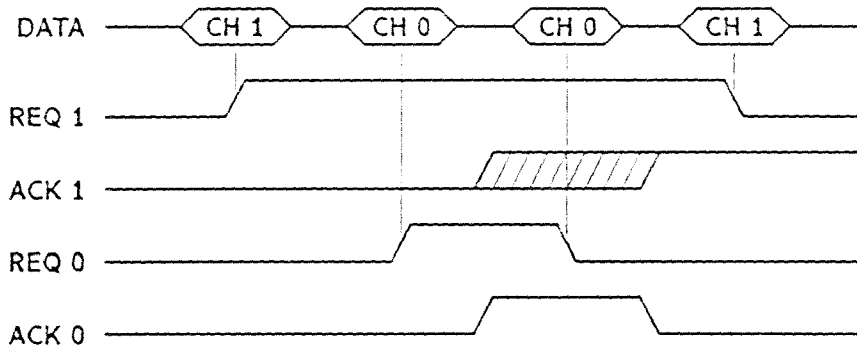 DATA CH 1 CH 0 CH 0 CH 1
REQ 1
ACK 1
REQ 0
ACK 0